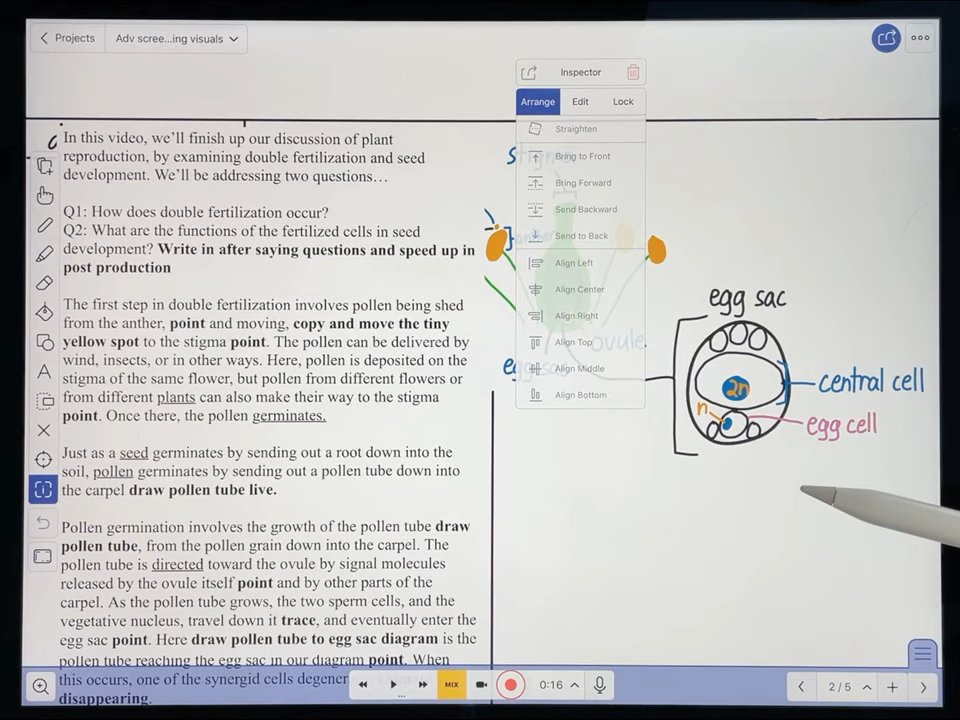 Projects
Adv scree...ing visuals
Inspector
Arrange
Edit
Lock
Straighten
Bring to Front
Bring Forward
Send Backward
Send to Back
Align Left
Align Center
Align Right
Align Top
Align Middle
Align Bottom
In this video, we'll finish up our discussion of plant
reproduction, by examining double fertilization and seed
development. We'll be addressing two questions…
Q1: How does double fertilization occur?
Q2: What are the functions of the fertilized cells in seed
development? Write in after saying questions and speed up in
post production
The first step in double fertilization involves pollen being shed
from the anther, point and moving, copy and move the tiny
yellow spot to the stigma point. The pollen can be delivered by
wind, insects, or in other ways. Here, pollen is deposited on the
stigma of the same flower, but pollen from different flowers or
from different plants can also make their way to the stigma
point. Once there, the pollen germinates.
Just as a seed germinates by sending out a root down into the
soil, pollen germinates by sending out a pollen tube down into
the carpel draw pollen tube live.
Pollen germination involves the growth of the pollen tube draw
pollen tube, from the pollen grain down into the carpel. The
pollen tube is directed toward the ovule by signal molecules
released by the ovule itself point and by other parts of the
carpel. As the pollen tube grows, the two sperm cells, and the
vegetative nucleus, travel down it trace, and eventually enter the
egg sac point. Here draw pollen tube to egg sac diagram is the
pollen tube reaching the egg sac in our diagram point. When
this occurs, one of the synergid cells degener
disappearing.
stigma
ovule
egg sac
egg sac
2n
n
central cell
egg cell
A
MIX
0:16
2/5